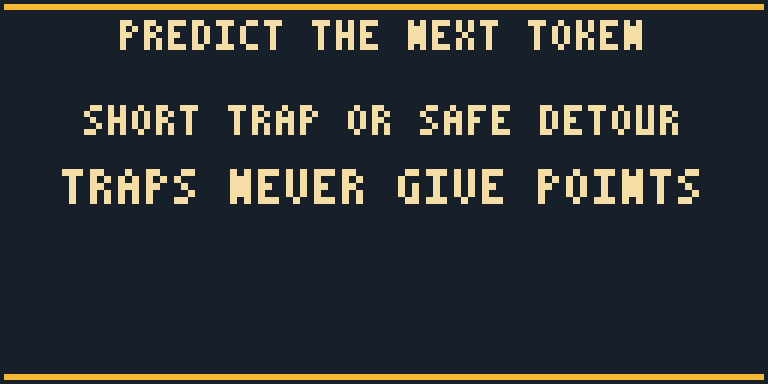 PREDICT THE NEXT TOKEN
SHORT TRAP OR SAFE DETOUR
TRAPS NEVER GIVE POINTS